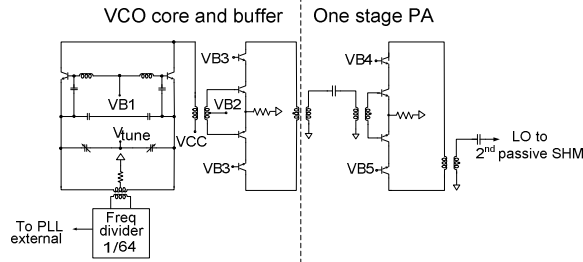 VCO core and buffer
One stage PA
VB3
VB4
VB1
VB2
Vtune
VCC
VB3
VB5
LO to
2nd passive SHM
To PLL
external
Freq
divider
1/64